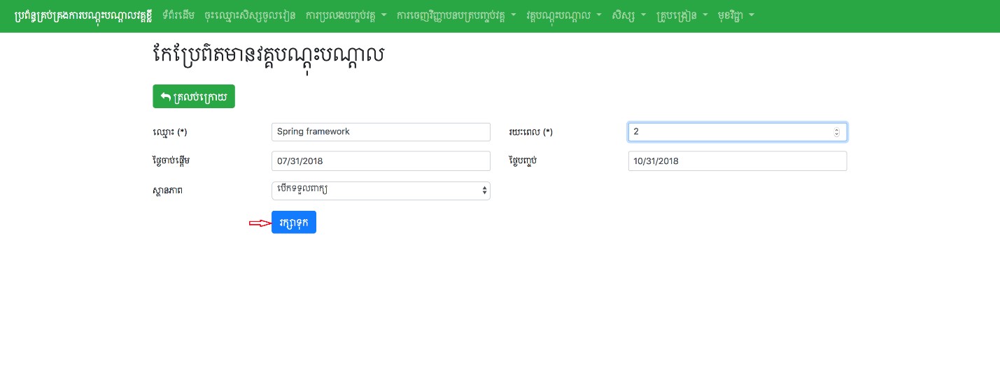 ប្រព័ន្ធគ្រប់គ្រងការបណ្តុះបណ្តាលវគ្គខ្លី ទំព័រដើម ចុះឈ្មោះសិស្សចូលរៀន ការប្រលងបញ្ចប់វគ្គ ការចេញវិញ្ញាបនបត្របញ្ចប់វគ្គ វគ្គបណ្តុះបណ្តាល សិស្ស គ្រូបង្រៀន មុខវិជ្ជា
កែប្រែព៌តមានវគ្គបណ្តុះបណ្តាល
ត្រលប់ក្រោយ
ឈ្មោះ (*) Spring framework រយៈពេល (*) 2
ថ្ងៃចាប់ផ្តើម 07/31/2018 ថ្ងៃបញ្ចប់ 10/31/2018
ស្ថានភាព បើកទទួលពាក្យ
រក្សាទុក